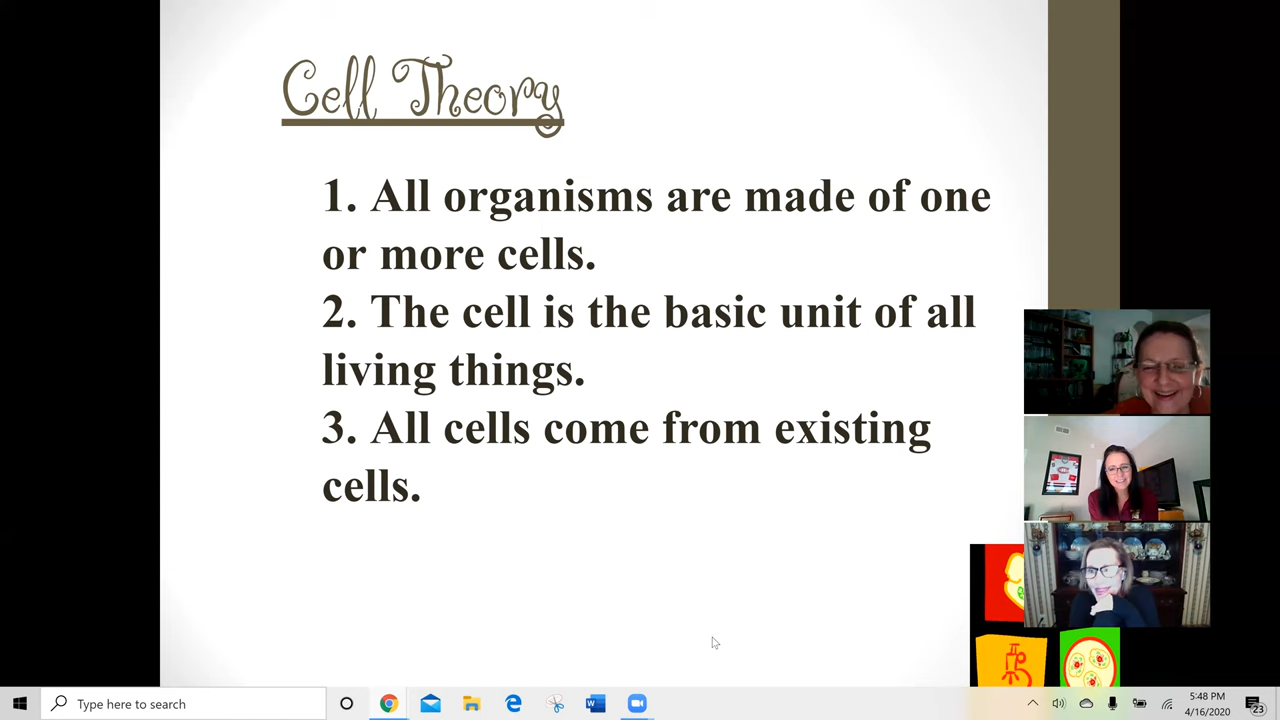 Cell Theory
1. All organisms are made of one
or more cells.
2. The cell is the basic unit of all
living things.
3. All cells come from existing
cells.
Type here to search
5:48 PM
4/16/2020
23